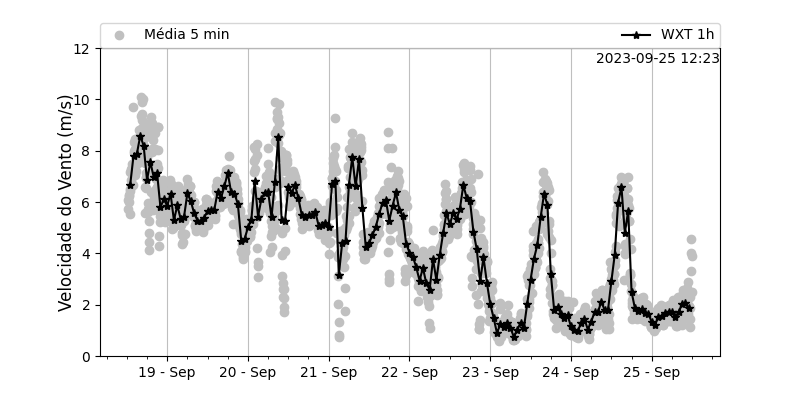 Média 5 min
WXT 1h
2023-09-25 12:23
Velocidade do Vento (m/s)
12
10
8
6
4
2
0
19 - Sep
20 - Sep
21 - Sep
22 - Sep
23 - Sep
24 - Sep
25 - Sep